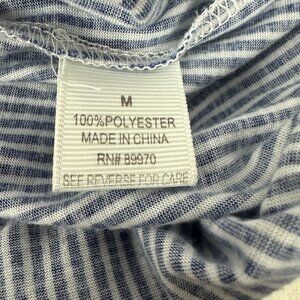 M
100%POLYESTER
MADE IN CHINA
RN# 89970
SEE REVERSE FOR CARE